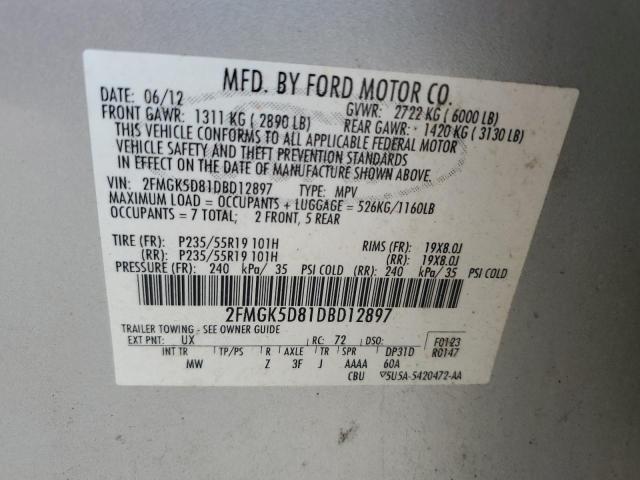 MFD. BY FORD MOTOR CO.
DATE: 06/12 GVWR: 2722 KG ( 6000 LB)
FRONT GAWR: 1311 KG ( 2890 LB) REAR GAWR: 1420 KG ( 3130 LB)
THIS VEHICLE CONFORMS TO ALL APPLICABLE FEDERAL MOTOR
VEHICLE SAFETY AND THEFT PREVENTION STANDARDS
IN EFFECT ON THE DATE OF MANUFACTURE SHOWN ABOVE.
VIN: 2FMGK5D81DBD12897 TYPE: MPV
MAXIMUM LOAD = OCCUPANTS + LUGGAGE = 526KG/1160LB
OCCUPANTS = 7 TOTAL; 2 FRONT, 5 REAR
TIRE (FR): P235/55R19 101H RIMS (FR): 19X8.0J
(RR): P235/55R19 101H (RR): 19X8.0J
PRESSURE (FR): 240 kPa/ 35 PSI COLD (RR): 240 kPa/ 35 PSI COLD
2FMGK5D81DBD12897
TRAILER TOWING - SEE OWNER GUIDE
EXT PNT: UX RC: 72 DSO: F0123
INT TR TP/PS R AXLE TR SPR DP31D R0147
MW Z 3F J AAAA 60A
CBU 5U5A-5420472-AA